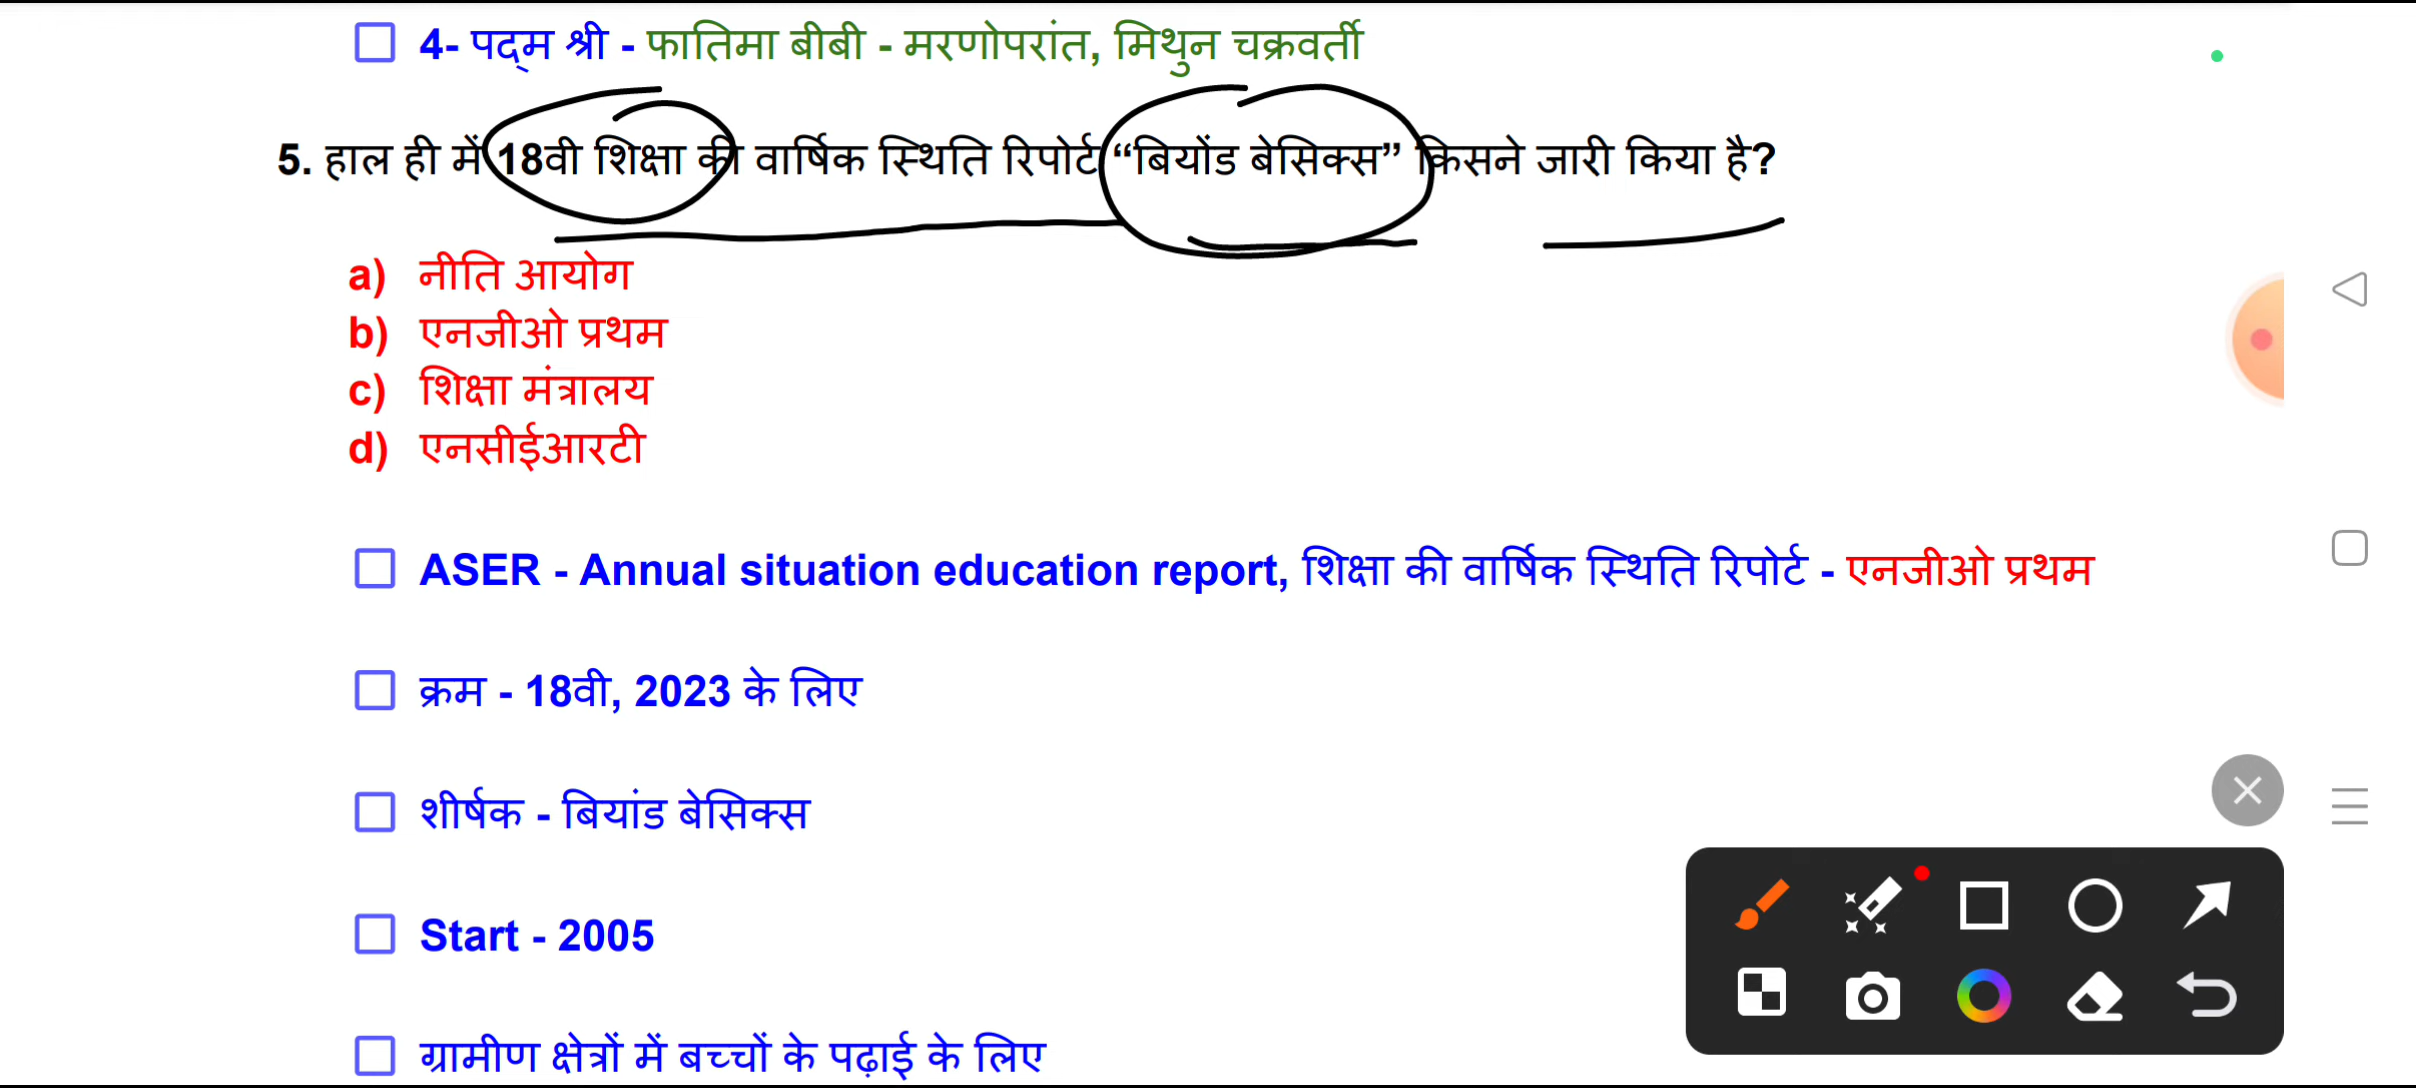 4- पद्म श्री - फातिमा बीबी - मरणोपरांत, मिथुन चक्रवर्ती
5. हाल ही में 18वी शिक्षा की वार्षिक स्थिति रिपोर्ट “बियोंड बेसिक्स” किसने जारी किया है?
a) नीति आयोग
b) एनजीओ प्रथम
c) शिक्षा मंत्रालय
d) एनसीईआरटी
ASER - Annual situation education report, शिक्षा की वार्षिक स्थिति रिपोर्ट - एनजीओ प्रथम
क्रम - 18वी, 2023 के लिए
शीर्षक - बियांड बेसिक्स
Start - 2005
ग्रामीण क्षेत्रों में बच्चों के पढ़ाई के लिए